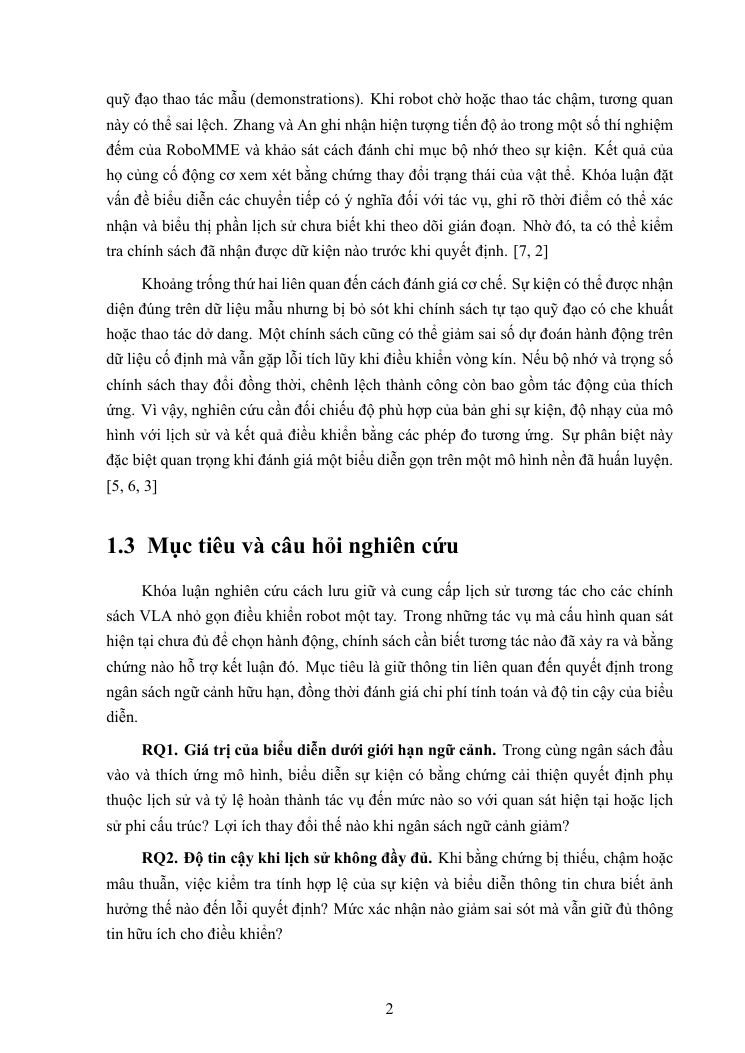 quỹ đạo thao tác mẫu (demonstrations). Khi robot chờ hoặc thao tác chậm, tương quan
này có thể sai lệch. Zhang và An ghi nhận hiện tượng tiến độ ảo trong một số thí nghiệm
đếm của RoboMME và khảo sát cách đánh chỉ mục bộ nhớ theo sự kiện. Kết quả của
họ củng cố động cơ xem xét bằng chứng thay đổi trạng thái của vật thể. Khóa luận đặt
vấn đề biểu diễn các chuyển tiếp có ý nghĩa đối với tác vụ, ghi rõ thời điểm có thể xác
nhận và biểu thị phần lịch sử chưa biết khi theo dõi gián đoạn. Nhờ đó, ta có thể kiểm
tra chính sách đã nhận được dữ kiện nào trước khi quyết định. [7, 2]
Khoảng trống thứ hai liên quan đến cách đánh giá cơ chế. Sự kiện có thể được nhận
diện đúng trên dữ liệu mẫu nhưng bị bỏ sót khi chính sách tự tạo quỹ đạo có che khuất
hoặc thao tác dở dang. Một chính sách cũng có thể giảm sai số dự đoán hành động trên
dữ liệu cố định mà vẫn gặp lỗi tích lũy khi điều khiển vòng kín. Nếu bộ nhớ và trọng số
chính sách thay đổi đồng thời, chênh lệch thành công còn bao gồm tác động của thích
ứng. Vì vậy, nghiên cứu cần đối chiếu độ phù hợp của bản ghi sự kiện, độ nhạy của mô
hình với lịch sử và kết quả điều khiển bằng các phép đo tương ứng. Sự phân biệt này
đặc biệt quan trọng khi đánh giá một biểu diễn gọn trên một mô hình nền đã huấn luyện.
[5, 6, 3]
1.3 Mục tiêu và câu hỏi nghiên cứu
Khóa luận nghiên cứu cách lưu giữ và cung cấp lịch sử tương tác cho các chính
sách VLA nhỏ gọn điều khiển robot một tay. Trong những tác vụ mà cấu hình quan sát
hiện tại chưa đủ để chọn hành động, chính sách cần biết tương tác nào đã xảy ra và bằng
chứng nào hỗ trợ kết luận đó. Mục tiêu là giữ thông tin liên quan đến quyết định trong
ngân sách ngữ cảnh hữu hạn, đồng thời đánh giá chi phí tính toán và độ tin cậy của biểu
diễn.
RQ1. Giá trị của biểu diễn dưới giới hạn ngữ cảnh. Trong cùng ngân sách đầu
vào và thích ứng mô hình, biểu diễn sự kiện có bằng chứng cải thiện quyết định phụ
thuộc lịch sử và tỷ lệ hoàn thành tác vụ đến mức nào so với quan sát hiện tại hoặc lịch
sử phi cấu trúc? Lợi ích thay đổi thế nào khi ngân sách ngữ cảnh giảm?
RQ2. Độ tin cậy khi lịch sử không đầy đủ. Khi bằng chứng bị thiếu, chậm hoặc
mâu thuẫn, việc kiểm tra tính hợp lệ của sự kiện và biểu diễn thông tin chưa biết ảnh
hưởng thế nào đến lỗi quyết định? Mức xác nhận nào giảm sai sót mà vẫn giữ đủ thông
tin hữu ích cho điều khiển?
2